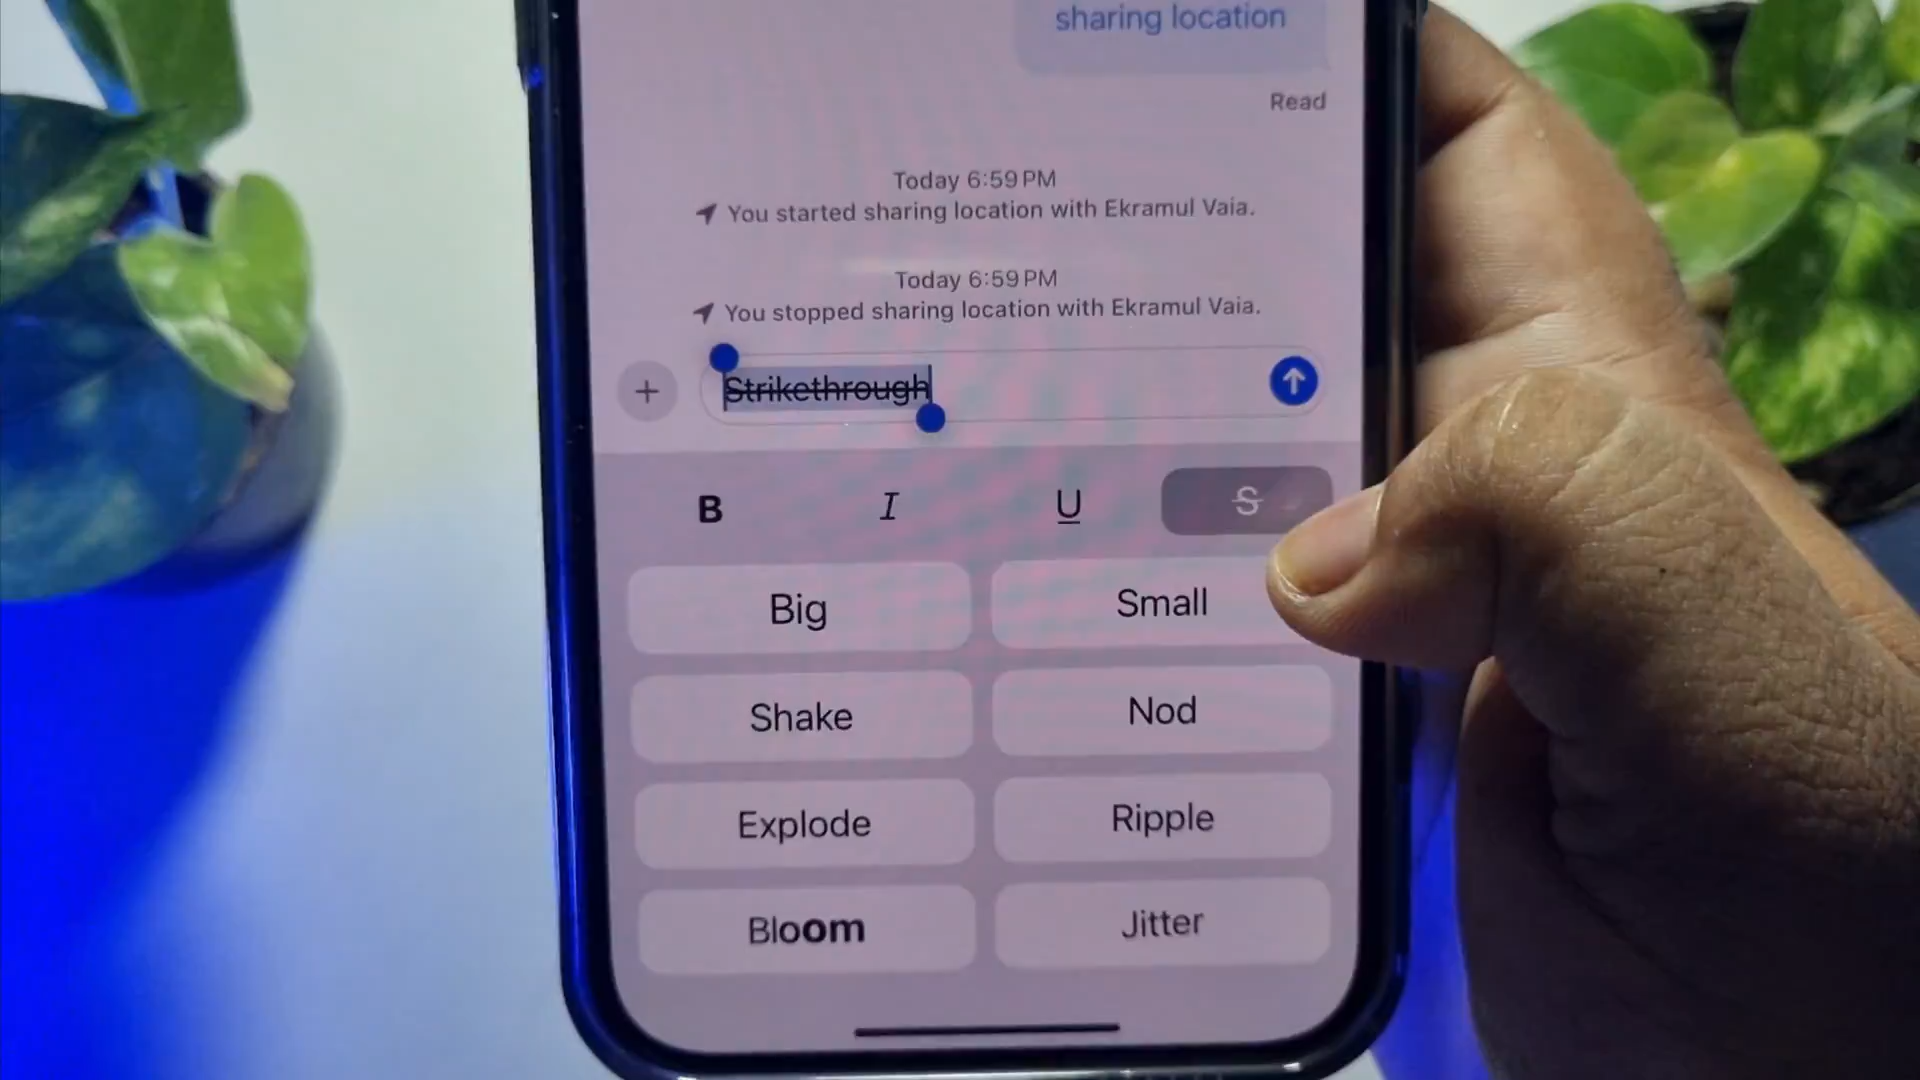 sharing location
Read
Today 6:59 PM
You started sharing location with Ekramul Vaia.
Today 6:59 PM
You stopped sharing location with Ekramul Vaia.
+ Strikethrough
B I U S
Big Small
Shake Nod
Explode Ripple
Bloom Jitter